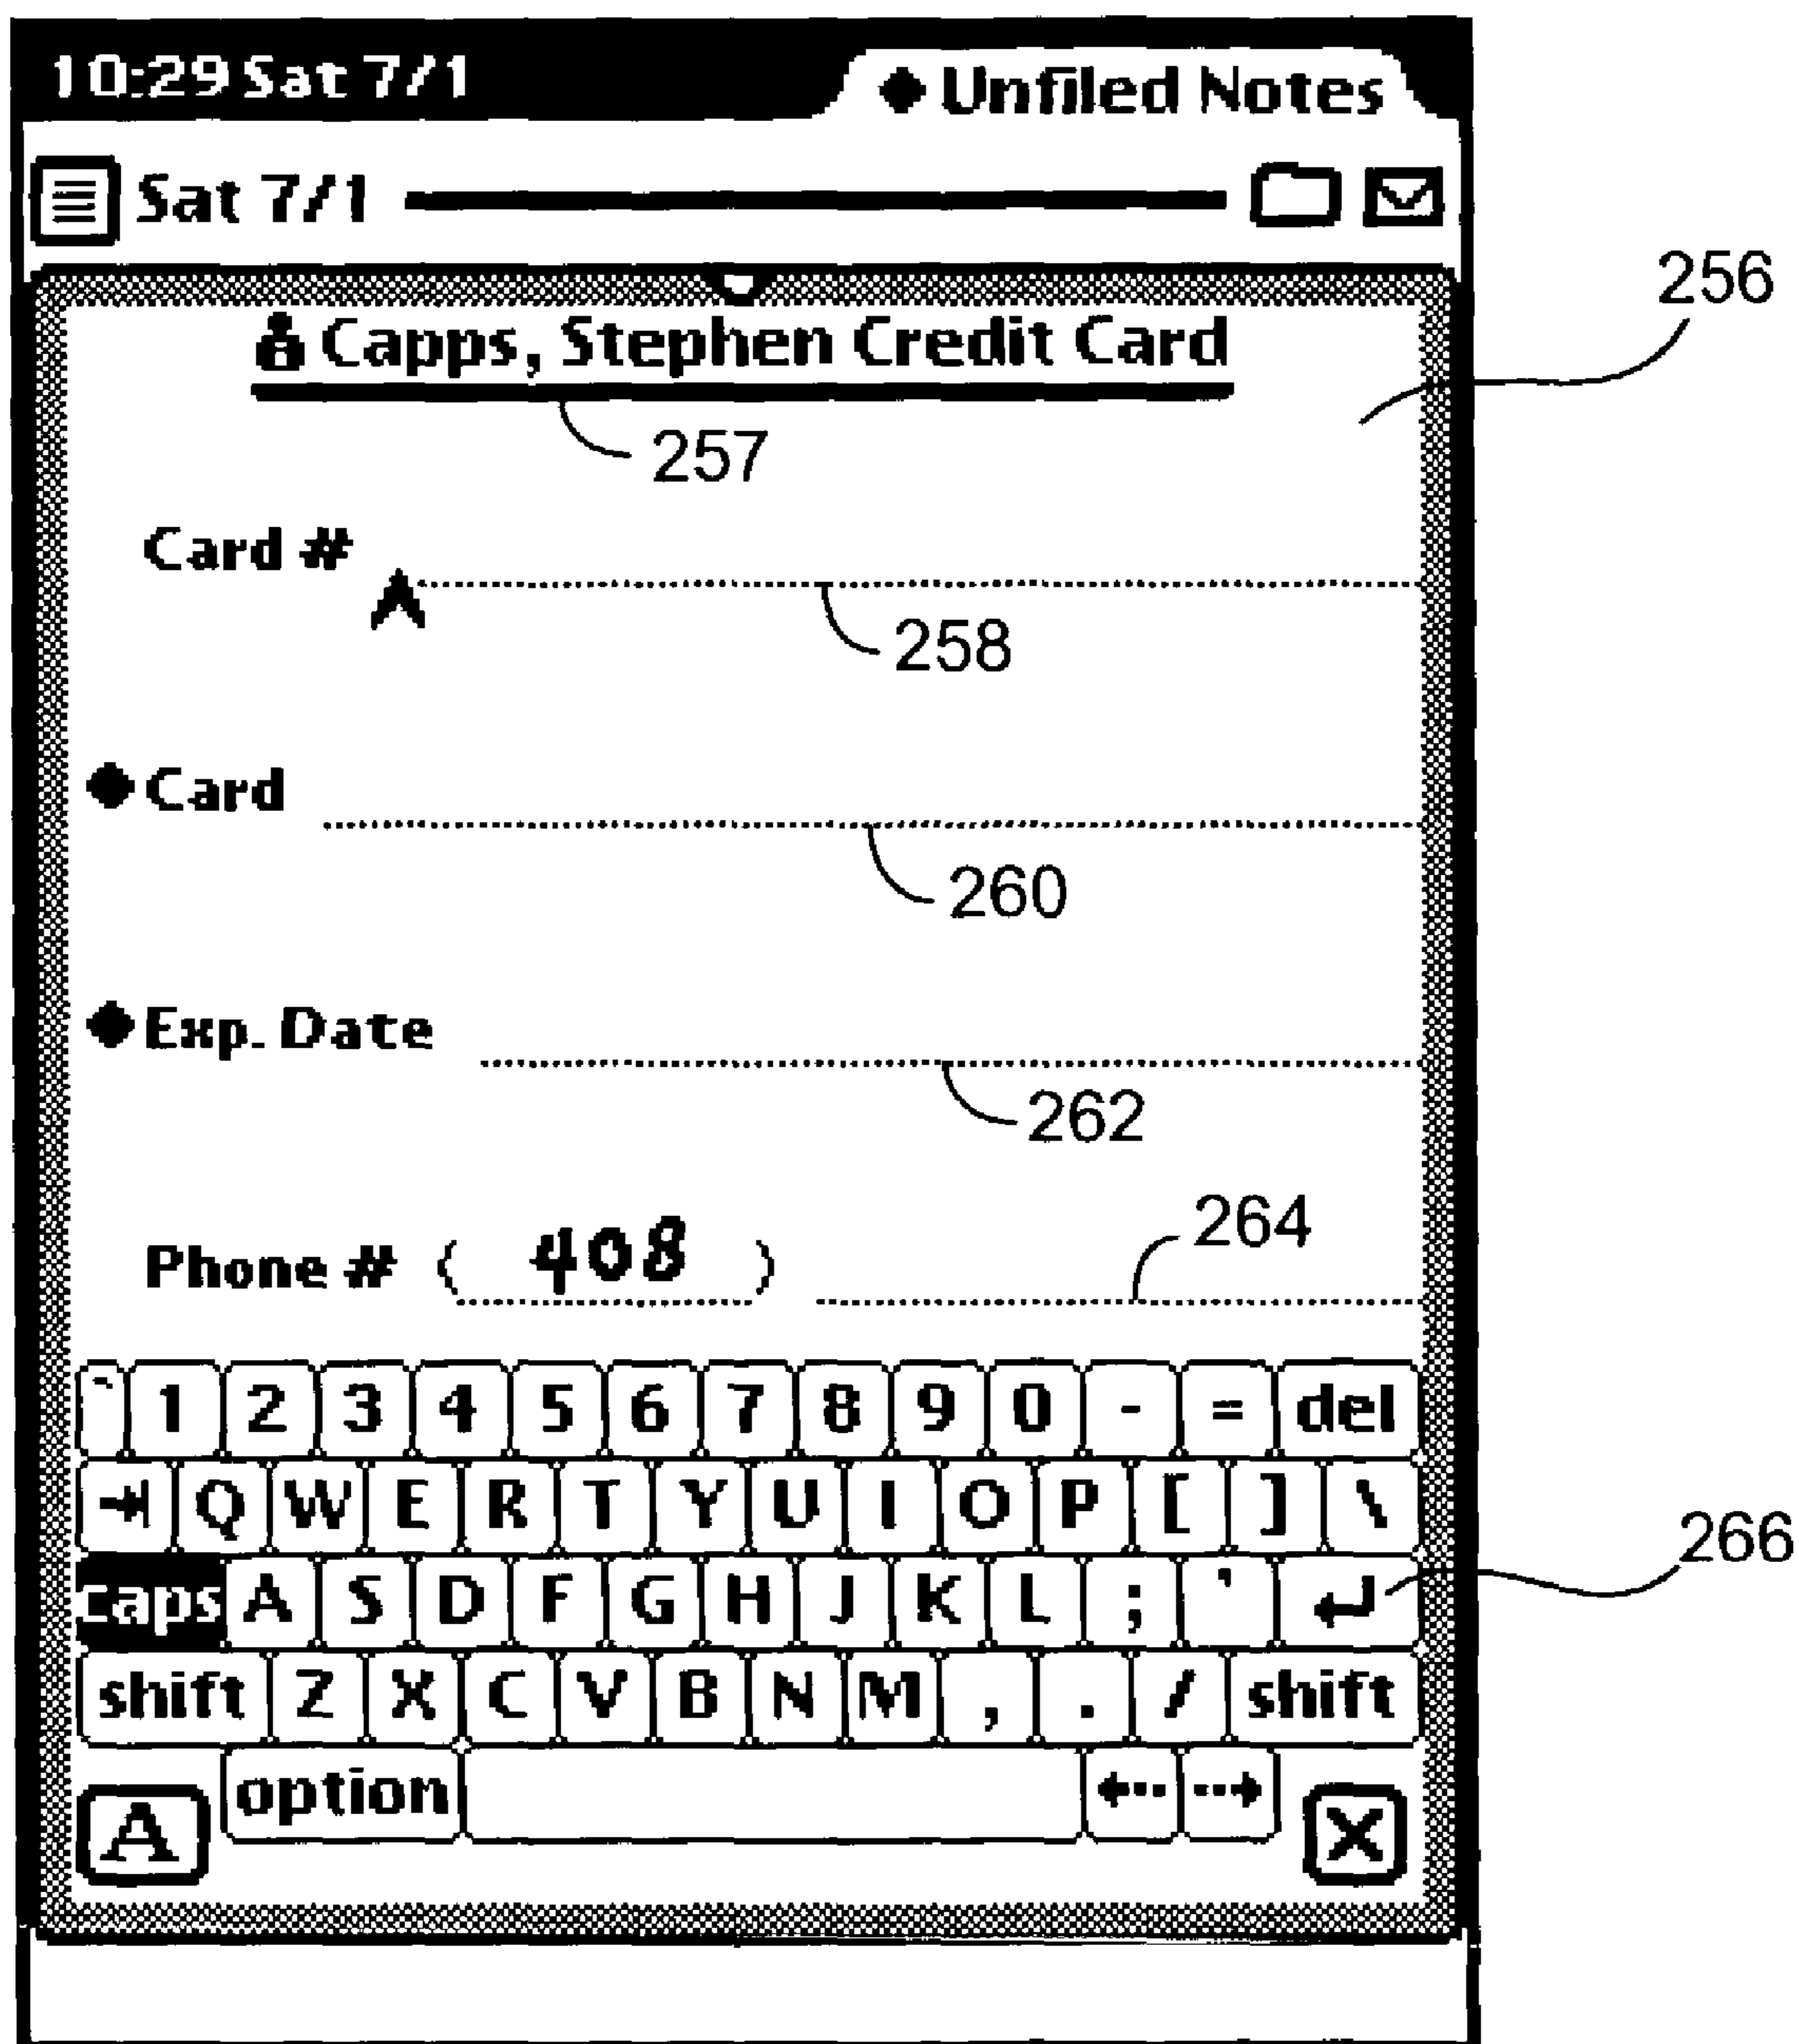 10:29 Sat 7/1 ◆Unfiled Notes
Sat 7/1
256
Capps, Stephen Credit Card
257
Card #
258
◆Card
260
◆Exp. Date
262
264
Phone # ( 408 )
` 1 2 3 4 5 6 7 8 9 0 - = del
Q W E R T Y U I O P [ ] \
caps A S D F G H J K L ; '
266
shift Z X C V B N M , . / shift
option
A X